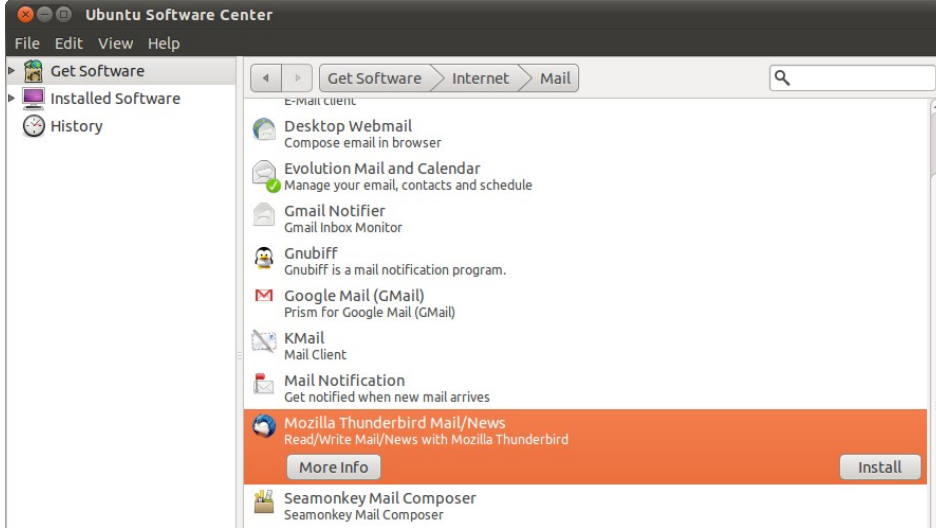 Ubuntu Software Center
File Edit View Help
Get Software
Installed Software
History
Get Software Internet Mail
E-Mail client
Desktop Webmail
Compose email in browser
Evolution Mail and Calendar
Manage your email, contacts and schedule
Gmail Notifier
Gmail Inbox Monitor
Gnubiff
Gnubiff is a mail notification program.
Google Mail (GMail)
Prism for Google Mail (GMail)
KMail
Mail Client
Mail Notification
Get notified when new mail arrives
Mozilla Thunderbird Mail/News
Read/Write Mail/News with Mozilla Thunderbird
More Info Install
Seamonkey Mail Composer
Seamonkey Mail Composer